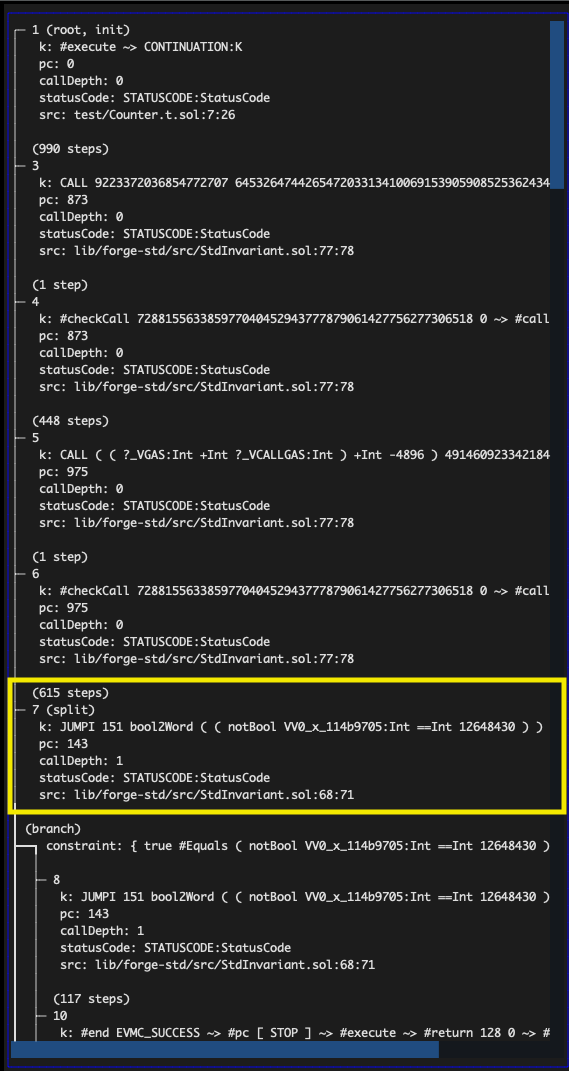 1 (root, init)
k: #execute ~> CONTINUATION:K
pc: 0
callDepth: 0
statusCode: STATUSCODE:StatusCode
src: test/Counter.t.sol:7:26
(990 steps)
3
k: CALL 9223372036854772707 645326474426547203313410069153905908525362434
pc: 873
callDepth: 0
statusCode: STATUSCODE:StatusCode
src: lib/forge-std/src/StdInvariant.sol:77:78
(1 step)
4
k: #checkCall 728815563385977040452943777879061427756277306518 0 ~> #call
pc: 873
callDepth: 0
statusCode: STATUSCODE:StatusCode
src: lib/forge-std/src/StdInvariant.sol:77:78
(448 steps)
5
k: CALL ( ( ?_VGAS:Int +Int ?_VCALLGAS:Int ) +Int -4896 ) 491460923342184
pc: 975
callDepth: 0
statusCode: STATUSCODE:StatusCode
src: lib/forge-std/src/StdInvariant.sol:77:78
(1 step)
6
k: #checkCall 728815563385977040452943777879061427756277306518 0 ~> #call
pc: 975
callDepth: 0
statusCode: STATUSCODE:StatusCode
src: lib/forge-std/src/StdInvariant.sol:77:78
(615 steps)
7 (split)
k: JUMPI 151 bool2Word ( ( notBool VV0_x_114b9705:Int ==Int 12648430 ) )
pc: 143
callDepth: 1
statusCode: STATUSCODE:StatusCode
src: lib/forge-std/src/StdInvariant.sol:68:71
(branch)
constraint: { true #Equals ( notBool VV0_x_114b9705:Int ==Int 12648430 )
8
k: JUMPI 151 bool2Word ( ( notBool VV0_x_114b9705:Int ==Int 12648430 )
pc: 143
callDepth: 1
statusCode: STATUSCODE:StatusCode
src: lib/forge-std/src/StdInvariant.sol:68:71
(117 steps)
10
k: #end EVMC_SUCCESS ~> #pc [ STOP ] ~> #execute ~> #return 128 0 ~> #